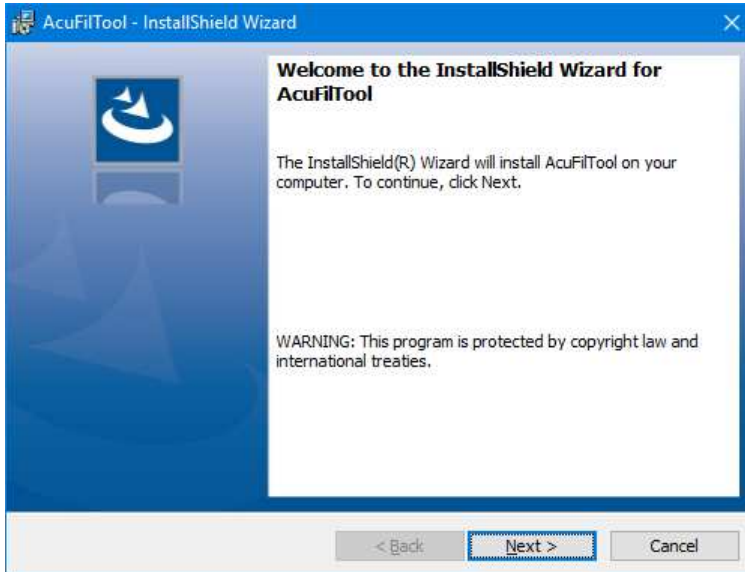 AcuFilTool - InstallShield Wizard
Welcome to the InstallShield Wizard for
AcuFilTool
The InstallShield(R) Wizard will install AcuFilTool on your
computer. To continue, click Next.
WARNING: This program is protected by copyright law and
international treaties.
< Back Next > Cancel